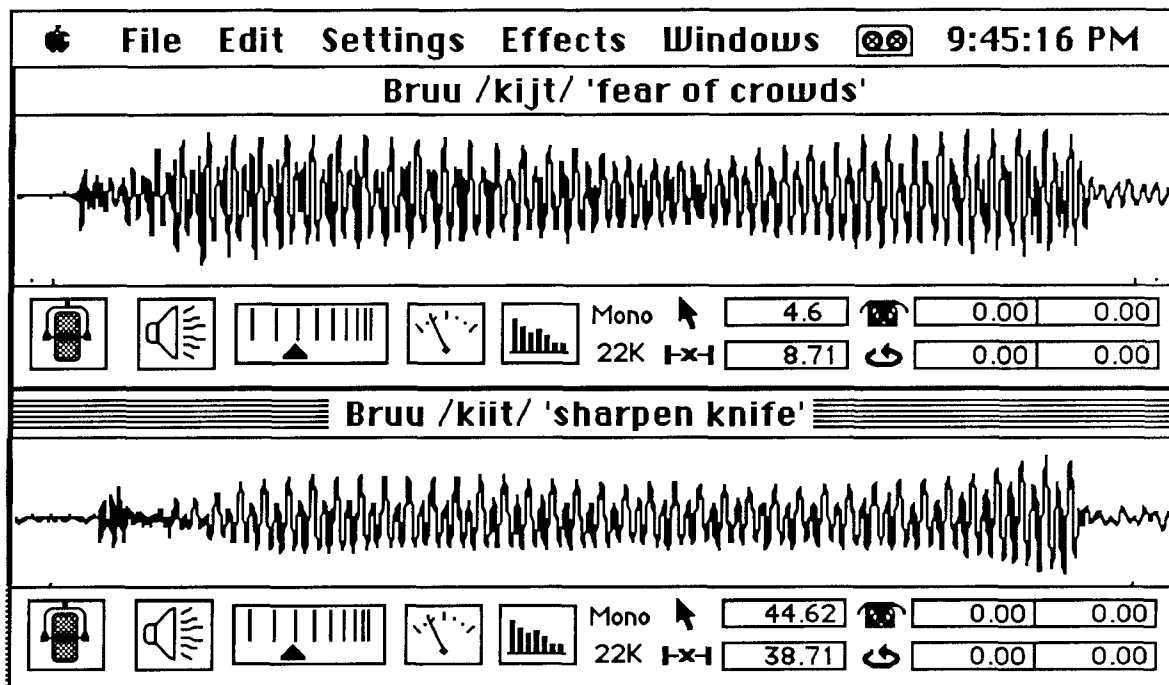 File Edit Settings Effects Windows 9:45:16 PM
Bruu /kijt/ 'fear of crowds'
Mono 4.6 0.00 0.00
22K 8.71 0.00 0.00
Bruu /kiit/ 'sharpen knife'
Mono 44.62 0.00 0.00
22K 38.71 0.00 0.00